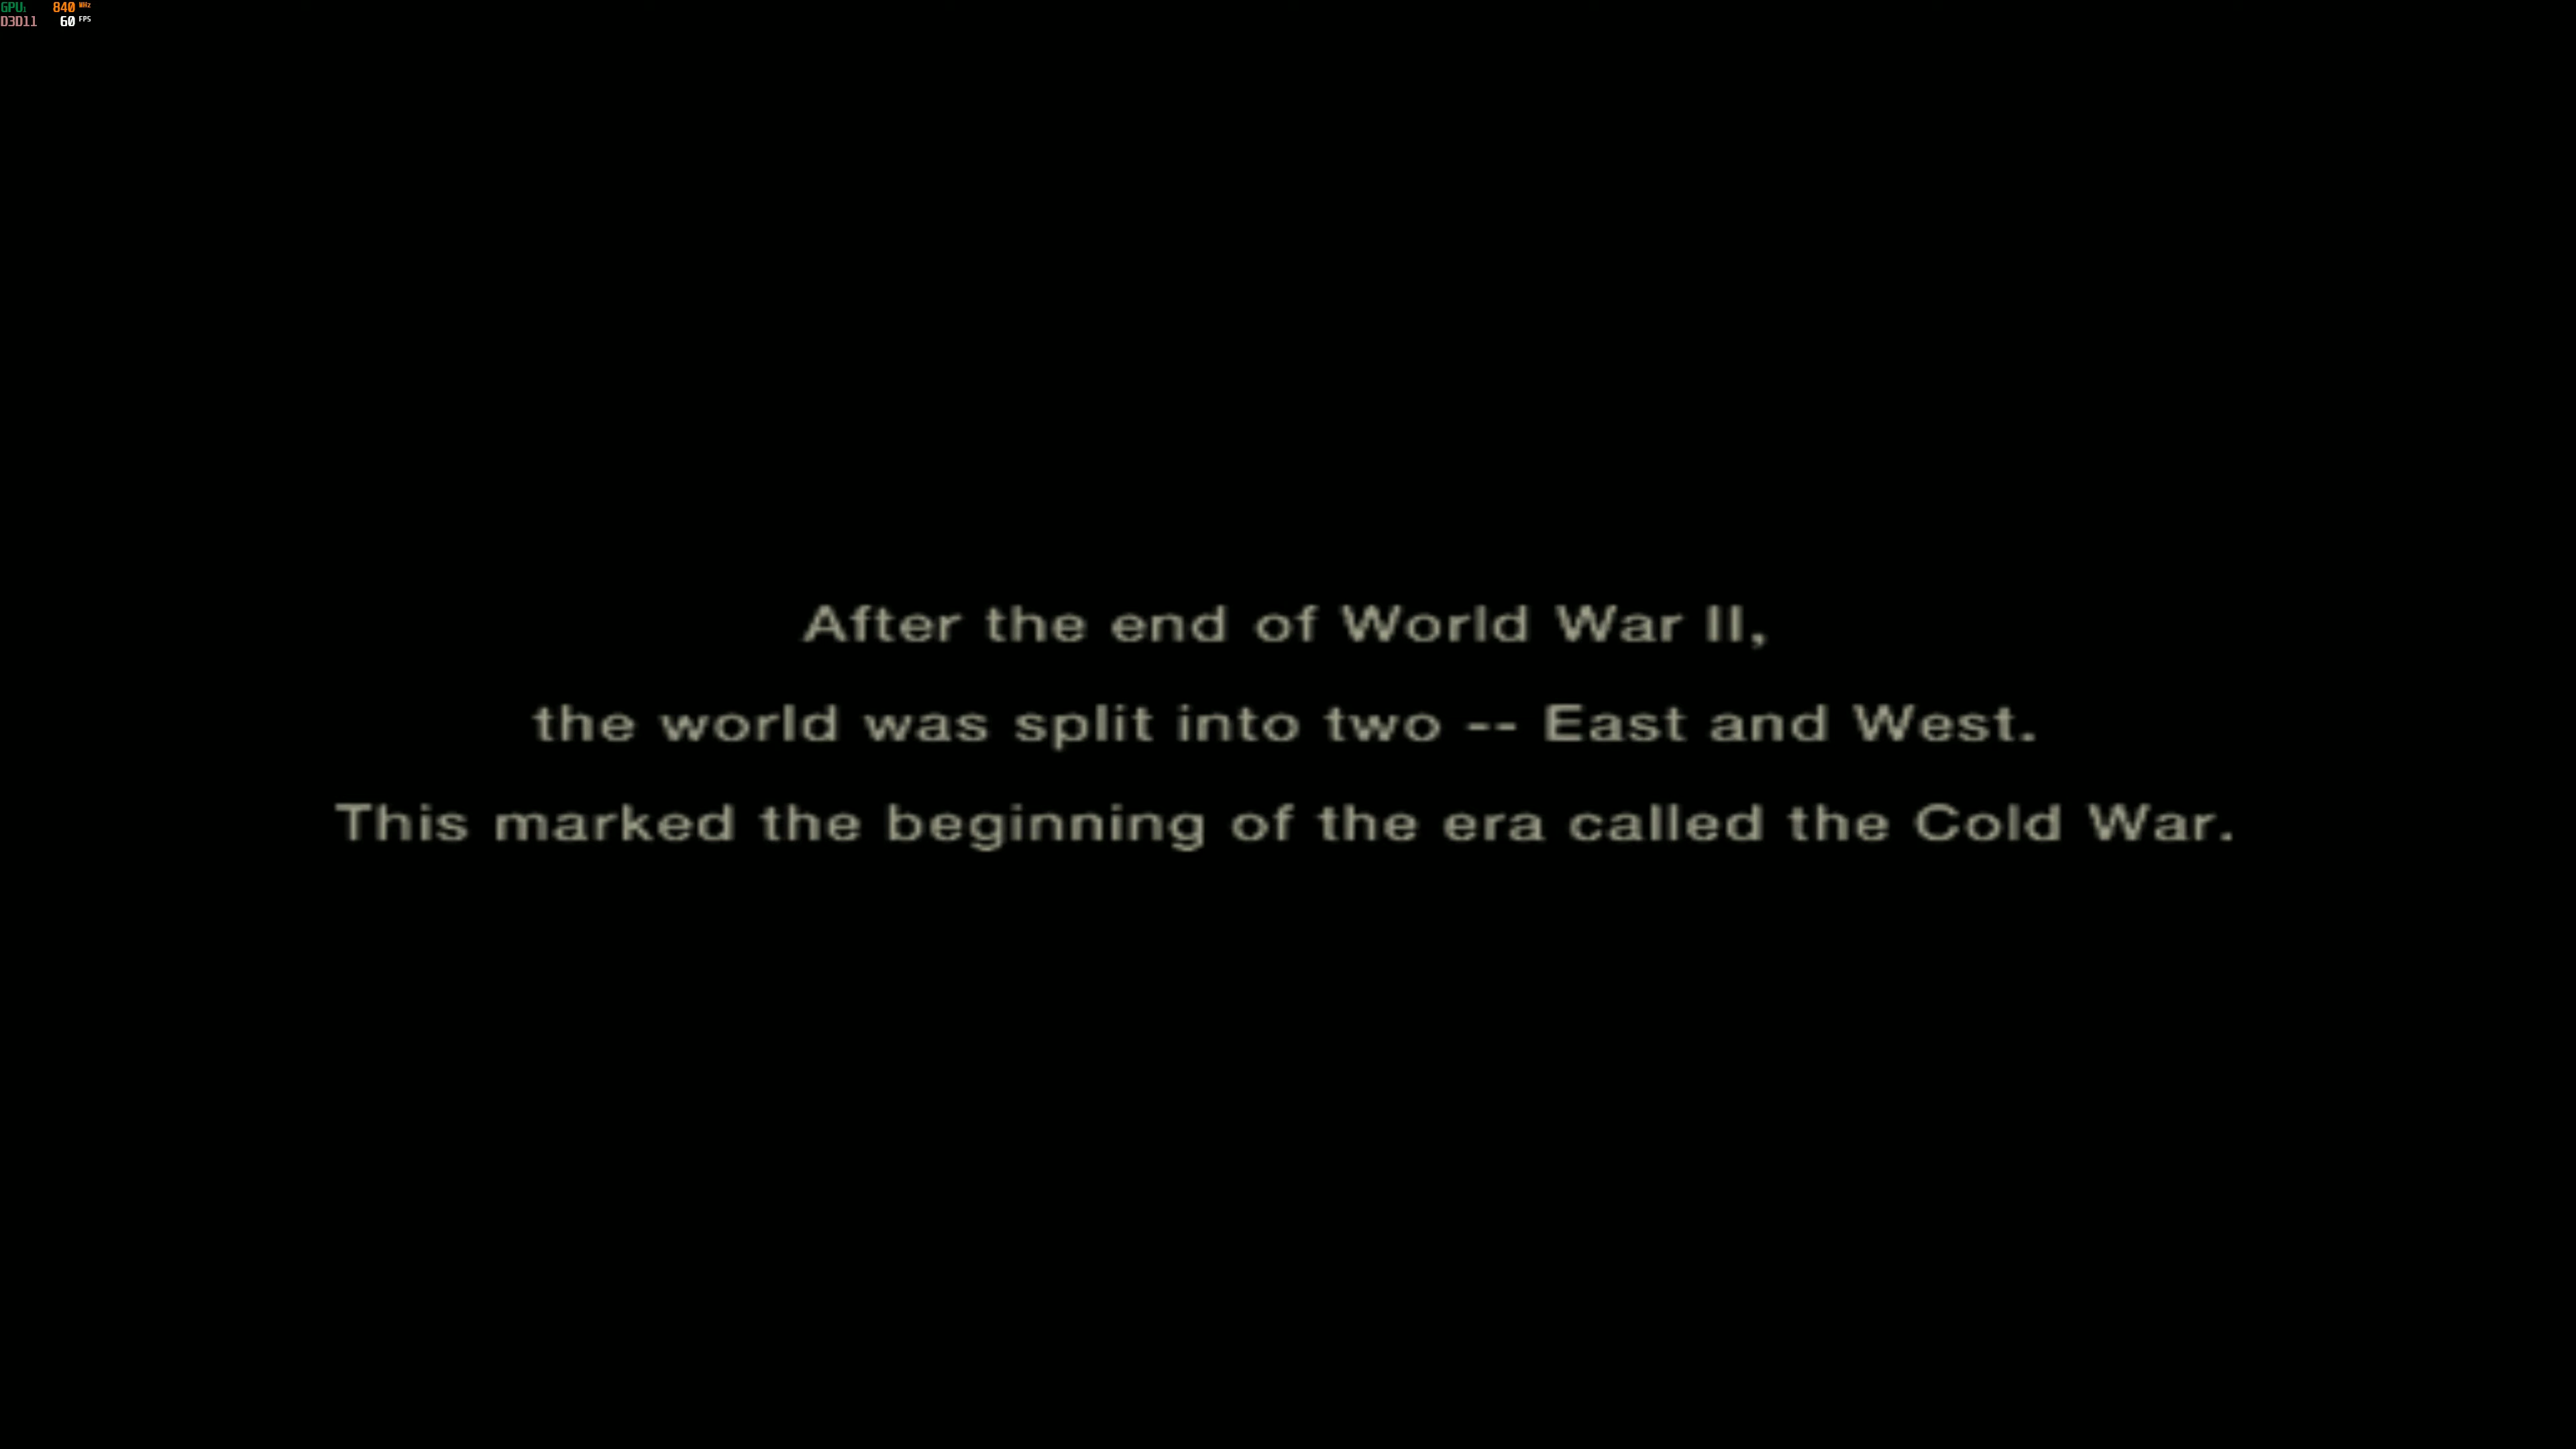 GPU1 840 MHz
D3D11 60 FPS
After the end of World War II,
the world was split into two -- East and West.
This marked the beginning of the era called the Cold War.